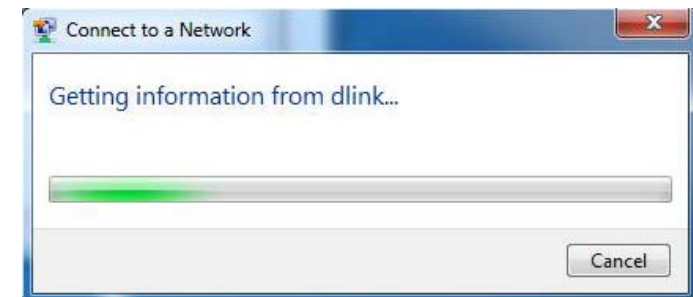 Connect to a Network
Getting information from dlink...
Cancel